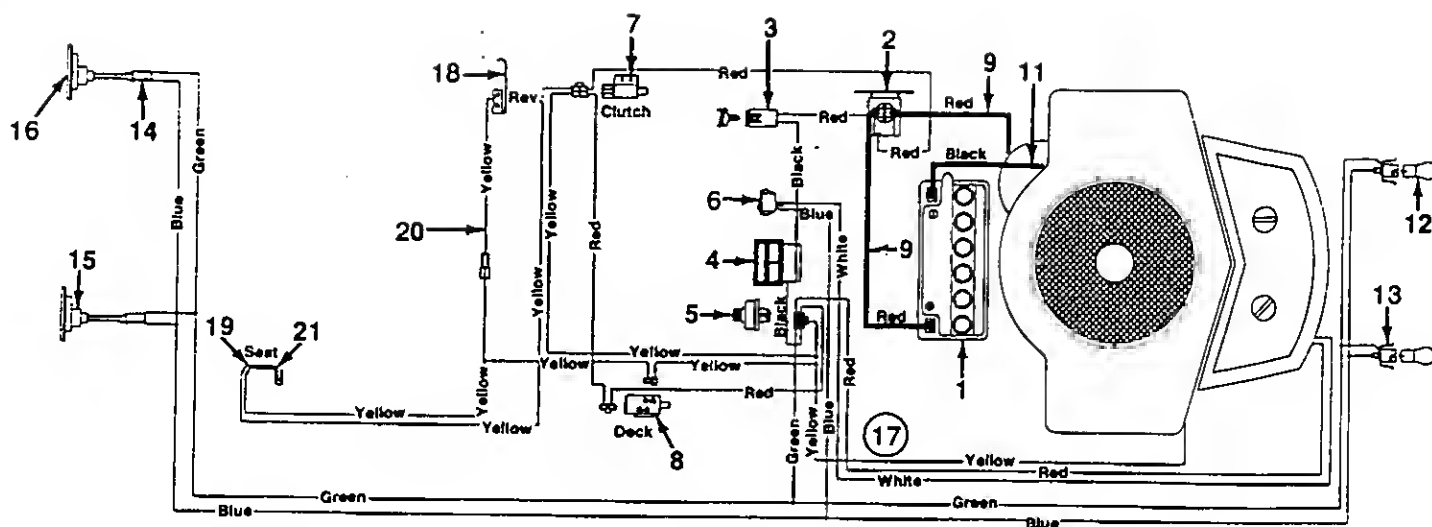 7
3
2
9
11
18
Rev.
Clutch
Red
Red
Red
Red
Black
16
14
Green
Yellow
Black
Blue
Yellow
Red
6
Blue
12
20
4
White
9
15
5
Black
Red
13
19
Seat
21
Yellow
Yellow
Yellow
Yellow
Red
Red
Blue
1
Yellow
Yellow
Deck
8
Green
Yellow
17
Yellow
Red
White
Green
Green
Blue
Blue